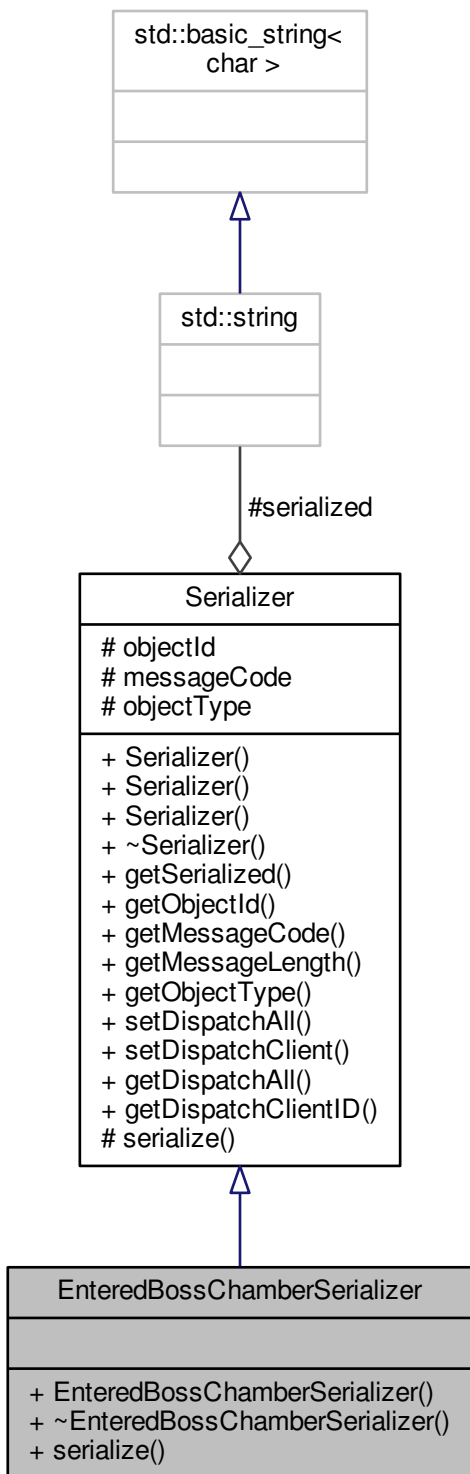 std::basic_string<
char >
std::string
#serialized
Serializer
# objectId
# messageCode
# objectType
+ Serializer()
+ Serializer()
+ Serializer()
+ ~Serializer()
+ getSerialized()
+ getObjectId()
+ getMessageCode()
+ getMessageLength()
+ getObjectType()
+ setDispatchAll()
+ setDispatchClient()
+ getDispatchAll()
+ getDispatchClientID()
# serialize()
EnteredBossChamberSerializer
+ EnteredBossChamberSerializer()
+ ~EnteredBossChamberSerializer()
+ serialize()